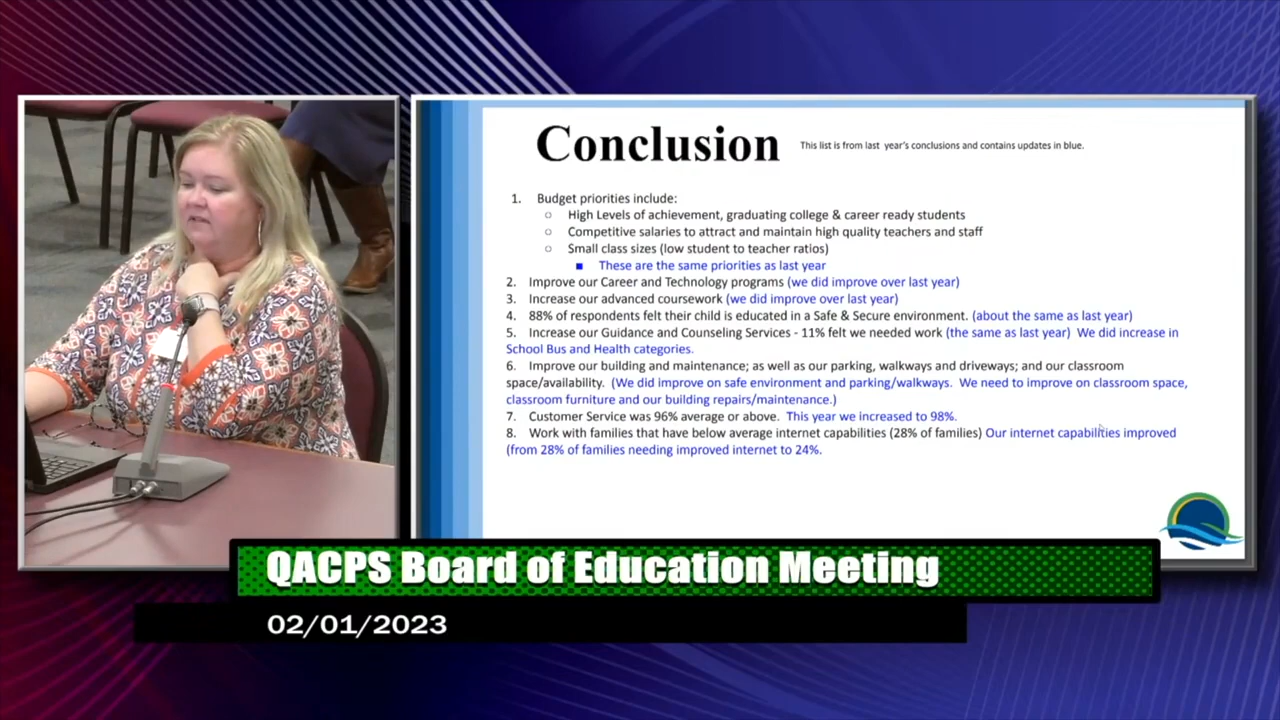 Conclusion
This list is from last year's conclusions and contains updates in blue.
1. Budget priorities include:
○ High Levels of achievement, graduating college & career ready students
○ Competitive salaries to attract and maintain high quality teachers and staff
○ Small class sizes (low student to teacher ratios)
■ These are the same priorities as last year
2. Improve our Career and Technology programs (we did improve over last year)
3. Increase our advanced coursework (we did improve over last year)
4. 88% of respondents felt their child is educated in a Safe & Secure environment. (about the same as last year)
5. Increase our Guidance and Counseling Services - 11% felt we needed work (the same as last year) We did increase in
School Bus and Health categories.
6. Improve our building and maintenance; as well as our parking, walkways and driveways; and our classroom
space/availability. (We did improve on safe environment and parking/walkways. We need to improve on classroom space,
classroom furniture and our building repairs/maintenance.)
7. Customer Service was 96% average or above. This year we increased to 98%.
8. Work with families that have below average internet capabilities (28% of families) Our internet capabilities improved
(from 28% of families needing improved internet to 24%.
QACPS Board of Education Meeting
02/01/2023